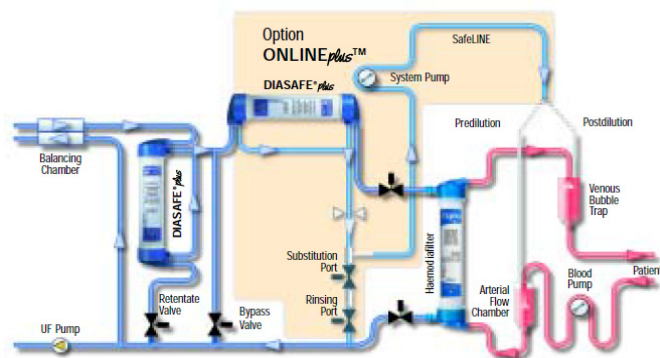 Option
ONLINEplus™
DIASAFE®plus
SafeLINE
System Pump
Predilution
Postdilution
Balancing
Chamber
DIASAFE®plus
Venous
Bubble
Trap
Haemodiafilter
Substitution
Port
Retentate
Valve
Bypass
Valve
Rinsing
Port
Arterial
Flow
Chamber
Blood
Pump
Patient
UF Pump